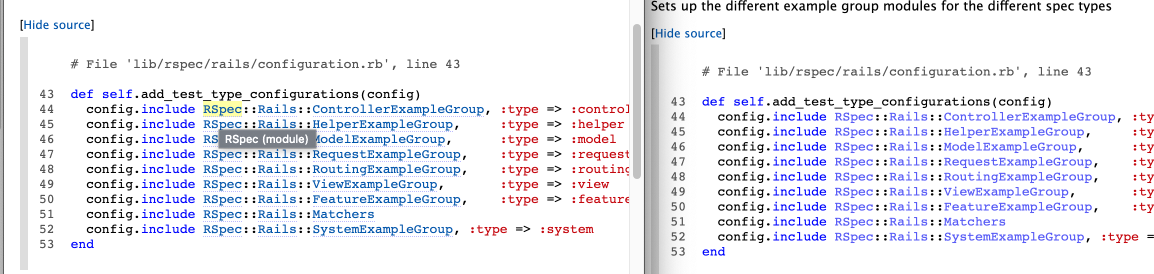 [Hide source]
# File 'lib/rspec/rails/configuration.rb', line 43
43 def self.add_test_type_configurations(config)
44 config.include RSpec::Rails::ControllerExampleGroup, :type => :control
45 config.include RSpec::Rails::HelperExampleGroup, :type => :helper
46 config.include RS ModelExampleGroup, :type => :model
RSpec (module)
47 config.include RSpec::Rails::RequestExampleGroup, :type => :request
48 config.include RSpec::Rails::RoutingExampleGroup, :type => :routing
49 config.include RSpec::Rails::ViewExampleGroup, :type => :view
50 config.include RSpec::Rails::FeatureExampleGroup, :type => :feature
51 config.include RSpec::Rails::Matchers
52 config.include RSpec::Rails::SystemExampleGroup, :type => :system
53 end
Sets up the different example group modules for the different spec types
[Hide source]
# File 'lib/rspec/rails/configuration.rb', line 43
43 def self.add_test_type_configurations(config)
44 config.include RSpec::Rails::ControllerExampleGroup, :ty
45 config.include RSpec::Rails::HelperExampleGroup, :ty
46 config.include RSpec::Rails::ModelExampleGroup, :ty
47 config.include RSpec::Rails::RequestExampleGroup, :ty
48 config.include RSpec::Rails::RoutingExampleGroup, :ty
49 config.include RSpec::Rails::ViewExampleGroup, :ty
50 config.include RSpec::Rails::FeatureExampleGroup, :ty
51 config.include RSpec::Rails::Matchers
52 config.include RSpec::Rails::SystemExampleGroup, :type =
53 end